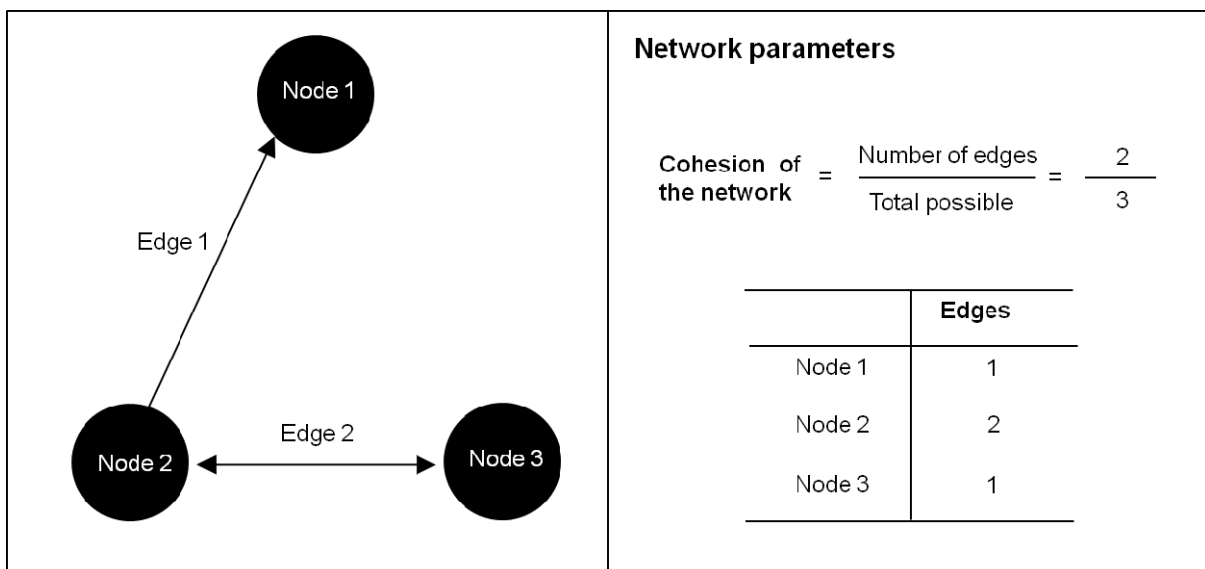 Node 1
Edge 1
Edge 2
Node 2
Node 3
Network parameters
Cohesion of
the network
=
Number of edges
Total possible
=
2
3
Edges
Node 1 1
Node 2 2
Node 3 1